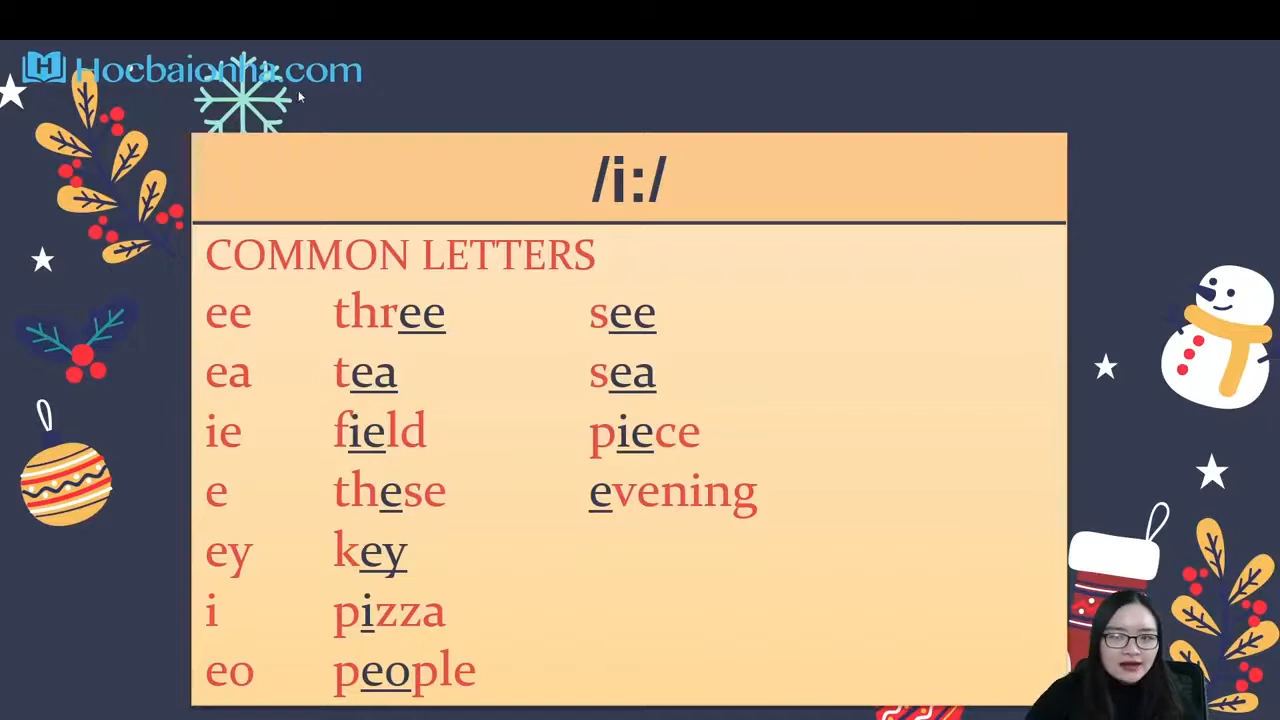 Hocbaionha.com
/i:/
COMMON LETTERS
ee three see
ea tea sea
ie field piece
e these evening
ey key
i pizza
eo people